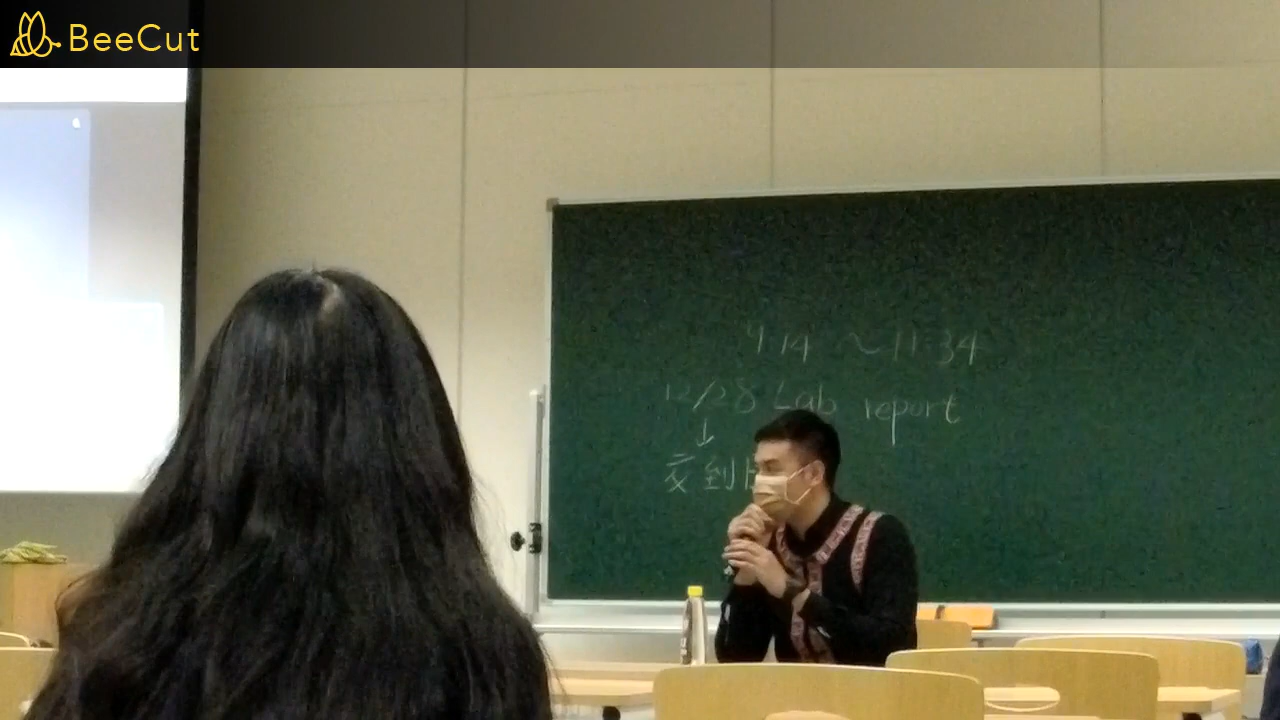 BeeCut
9:14 ~ 11:34
12/28 Lab report
↓
交到